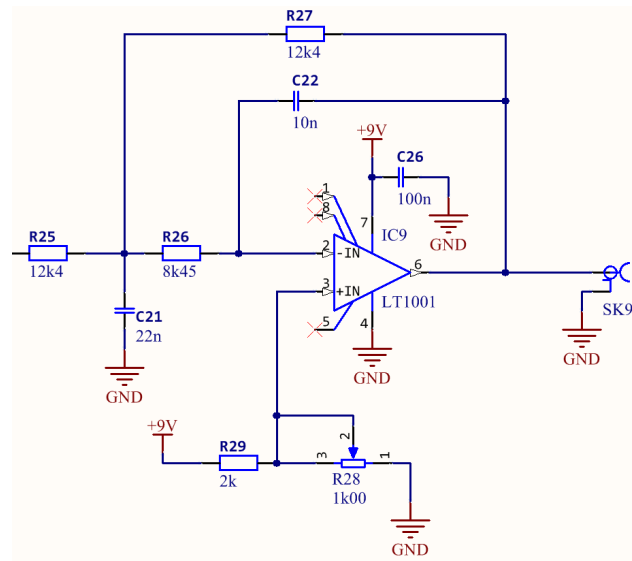 R27
12k4
C22
10n
+9V
C26
100n
1
8
7
IC9
GND
R25
12k4
R26
8k45
2
-IN
6
3
+IN
LT1001
C21
22n
5
4
SK9
GND
GND
GND
+9V
2
R29
2k
3
1
R28
1k00
GND